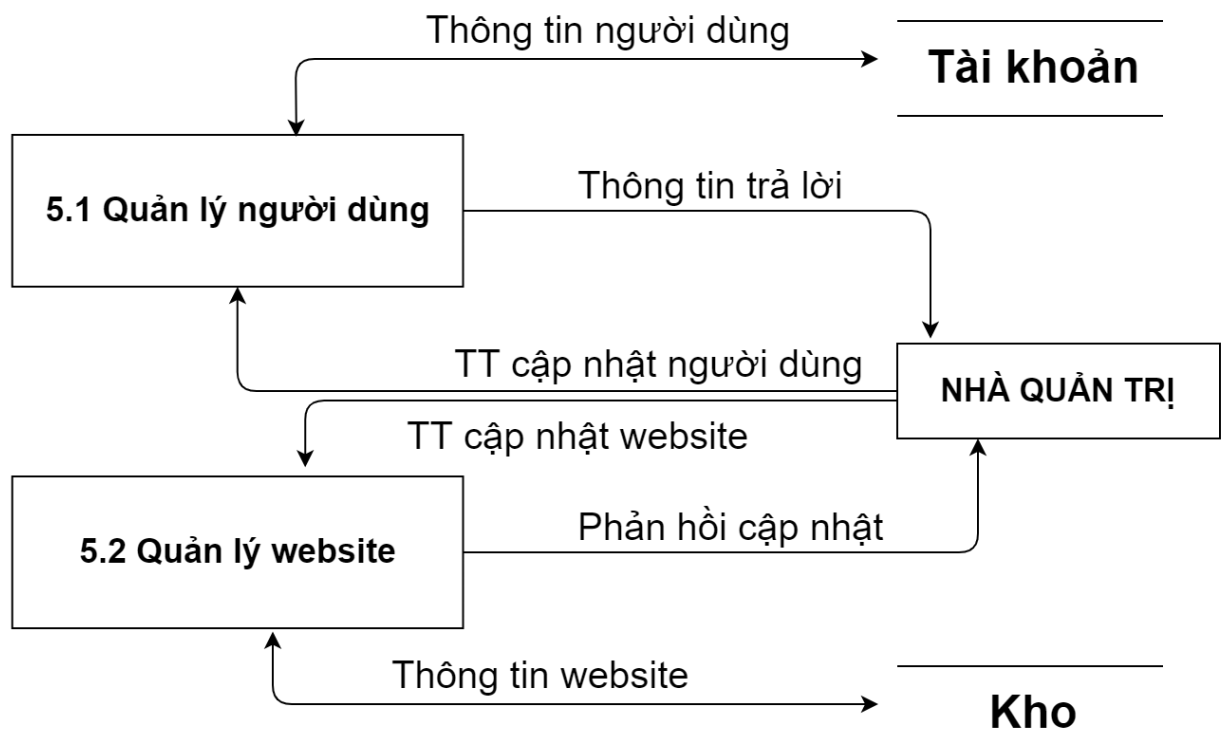 Thông tin người dùng
Tài khoản
5.1 Quản lý người dùng
Thông tin trả lời
TT cập nhật người dùng
NHÀ QUẢN TRỊ
TT cập nhật website
5.2 Quản lý website
Phản hồi cập nhật
Thông tin website
Kho